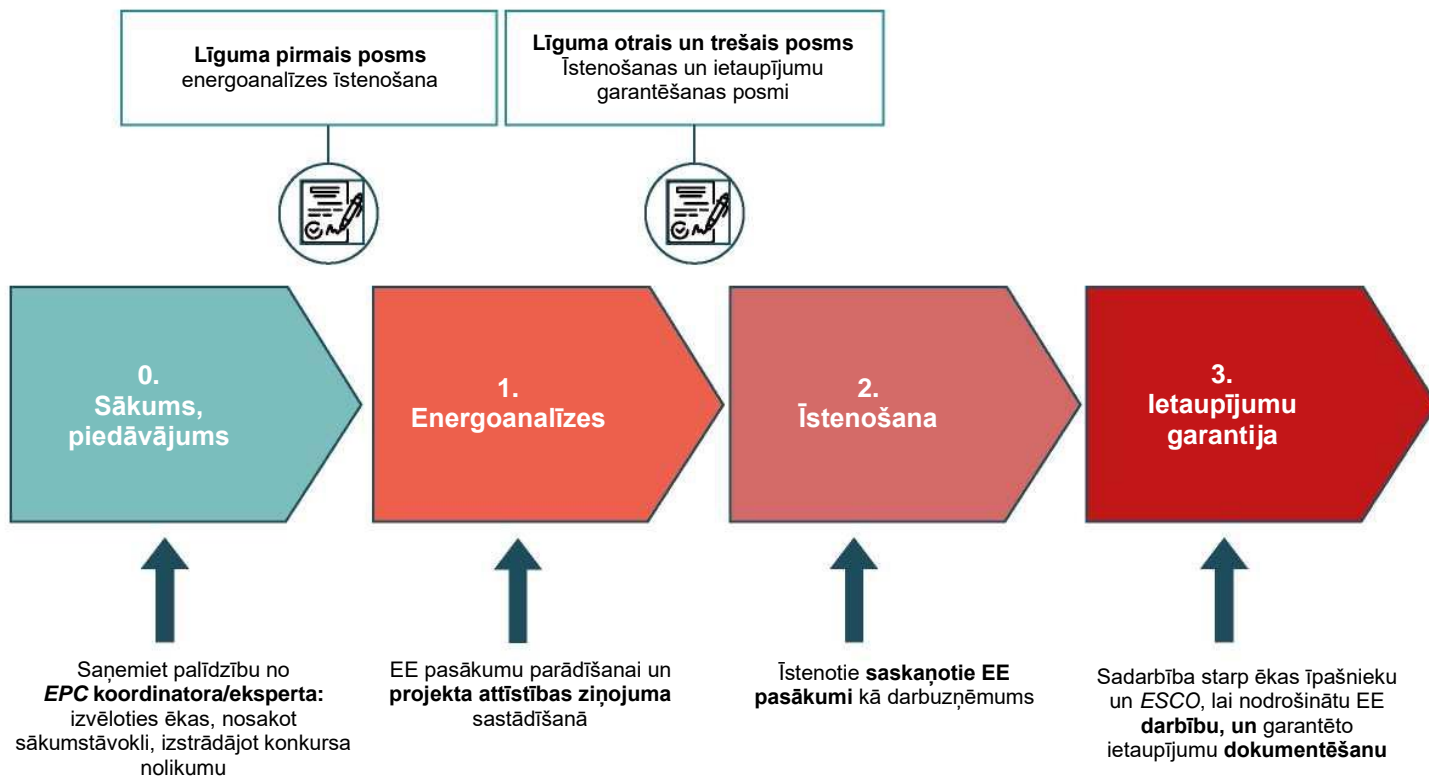 Līguma pirmais posms
energoanalīzes īstenošana
Līguma otrais un trešais posms
Īstenošanas un ietaupījumu
garantēšanas posmi
0.
Sākums,
piedāvājums
1.
Energoanalīzes
2.
Īstenošana
3.
Ietaupījumu
garantija
Saņemiet palīdzību no
EPC koordinatora/eksperta:
izvēloties ēkas, nosakot
sākumstāvokli, izstrādājot konkursa
nolikumu
EE pasākumu parādīšanai un
projekta attīstības ziņojuma
sastādīšanā
Īstenotie saskaņotie EE
pasākumi kā darbuzņēmums
Sadarbība starp ēkas īpašnieku
un ESCO, lai nodrošinātu EE
darbību, un garantēto
ietaupījumu dokumentēšanu